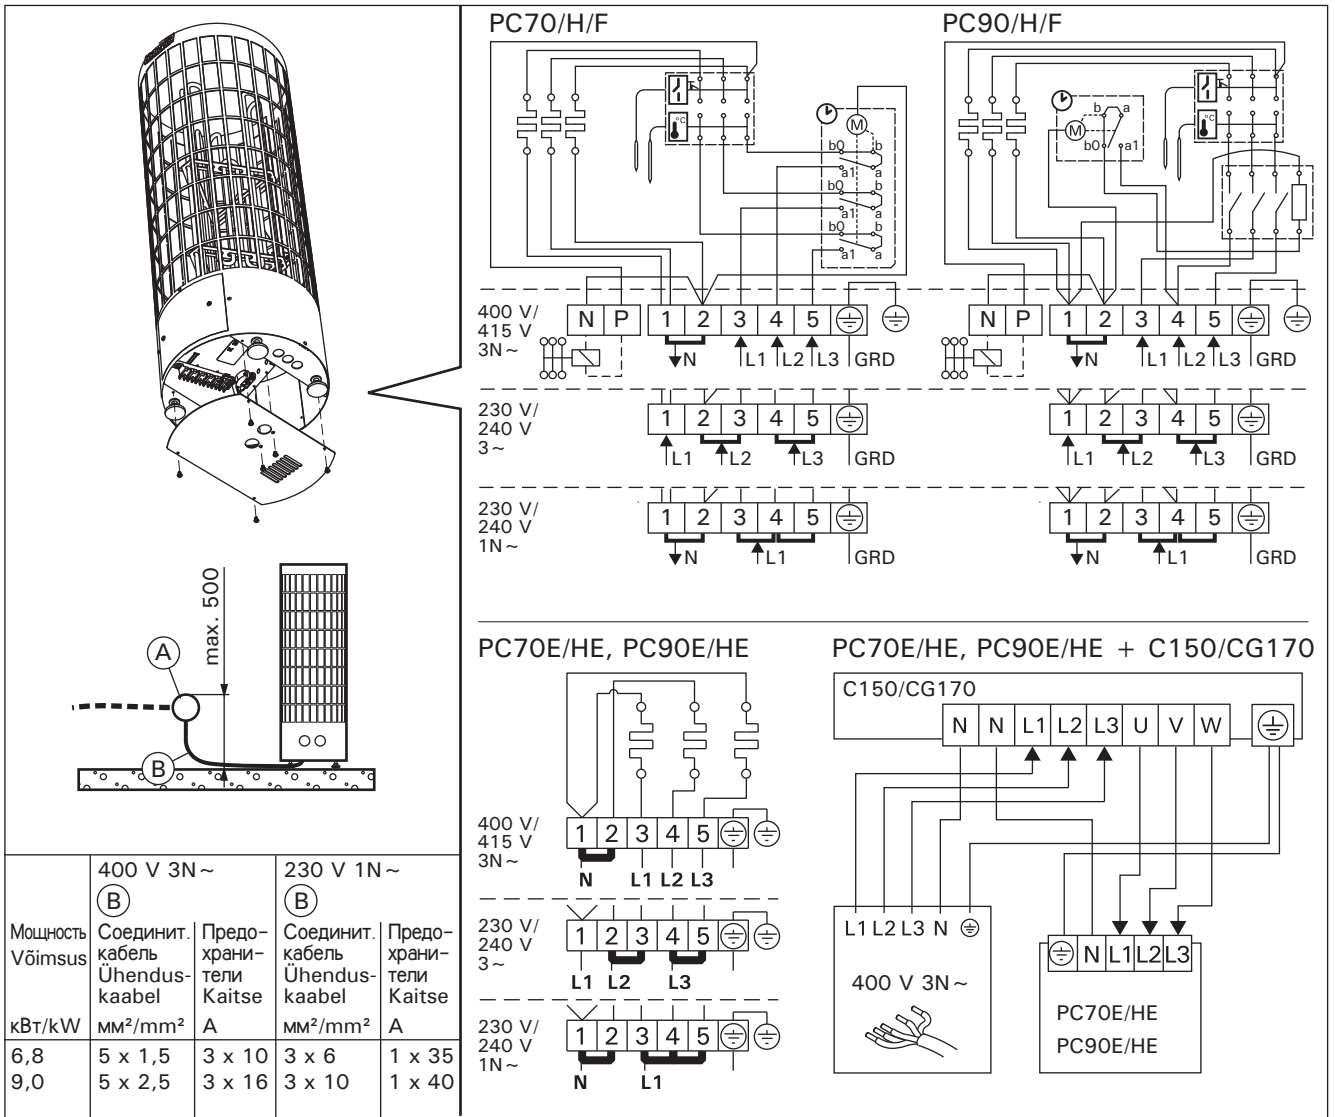 PC70/H/F
PC90/H/F
b a
M
b0 a1
°C
°C
M
b0 b
a1 a
b0 b
a1 a
b0 b
a1 a
400 V/
415 V
3N~
N P 1 2 3 4 5
N L1 L2 L3 GRD
N P 1 2 3 4 5
N L1 L2 L3 GRD
230 V/
240 V
3~
1 2 3 4 5
L1 L2 L3 GRD
1 2 3 4 5
L1 L2 L3 GRD
230 V/
240 V
1N~
1 2 3 4 5
N L1 GRD
1 2 3 4 5
N L1 GRD
max. 500
A
B
PC70E/HE, PC90E/HE
400 V/
415 V
3N~
1 2 3 4 5
N L1 L2 L3
230 V/
240 V
3~
1 2 3 4 5
L1 L2 L3
230 V/
240 V
1N~
1 2 3 4 5
N L1
PC70E/HE, PC90E/HE + C150/CG170
C150/CG170
N N L1 L2 L3 U V W
L1 L2 L3 N
400 V 3N~
N L1 L2 L3
PC70E/HE
PC90E/HE
400 V 3N~ 230 V 1N~
B B
Мощность Соединит. Предо- Соединит. Предо-
Võimsus кабель хранი- кабель храни-
Ühendus- тели Ühendus- тели
kaabel Kaitse kaabel Kaitse
кВт/kW мм²/mm² A мм²/mm² A
6,8 5 x 1,5 3 x 10 3 x 6 1 x 35
9,0 5 x 2,5 3 x 16 3 x 10 1 x 40